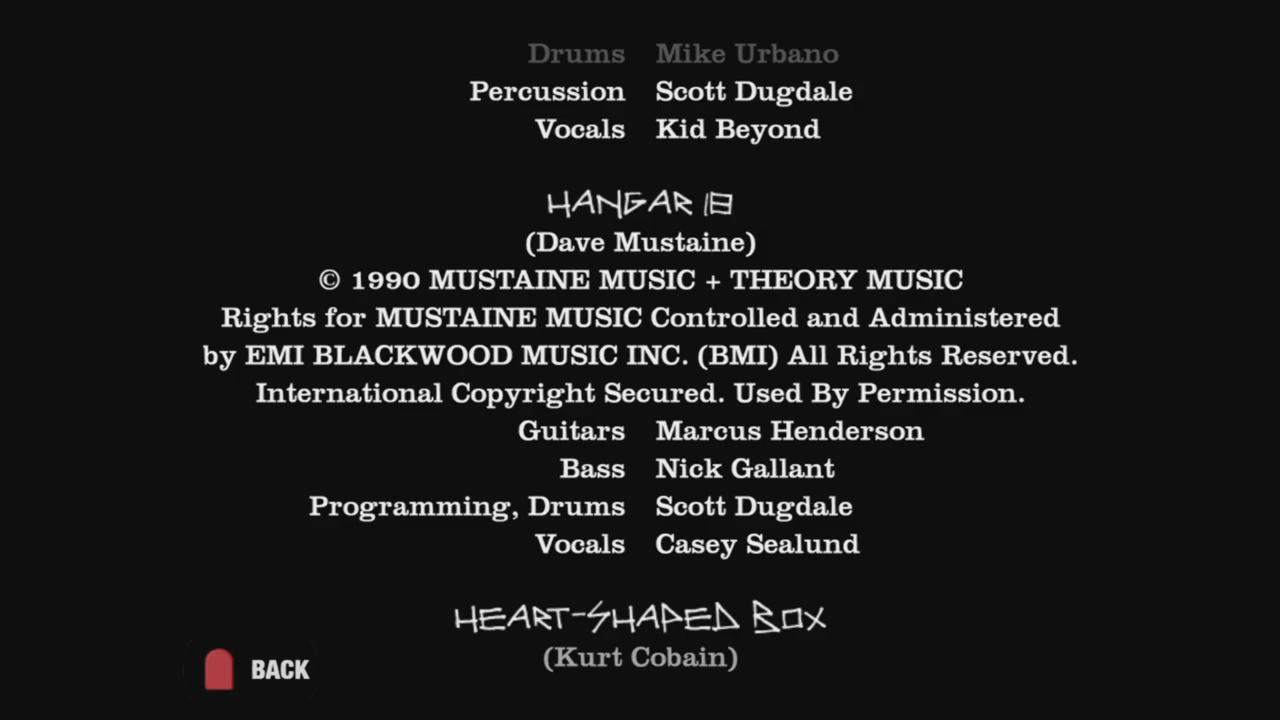 Drums Mike Urbano
Percussion Scott Dugdale
Vocals Kid Beyond
HANGAR 18
(Dave Mustaine)
© 1990 MUSTAINE MUSIC + THEORY MUSIC
Rights for MUSTAINE MUSIC Controlled and Administered
by EMI BLACKWOOD MUSIC INC. (BMI) All Rights Reserved.
International Copyright Secured. Used By Permission.
Guitars Marcus Henderson
Bass Nick Gallant
Programming, Drums Scott Dugdale
Vocals Casey Sealund
HEART-SHAPED BOX
(Kurt Cobain)
BACK